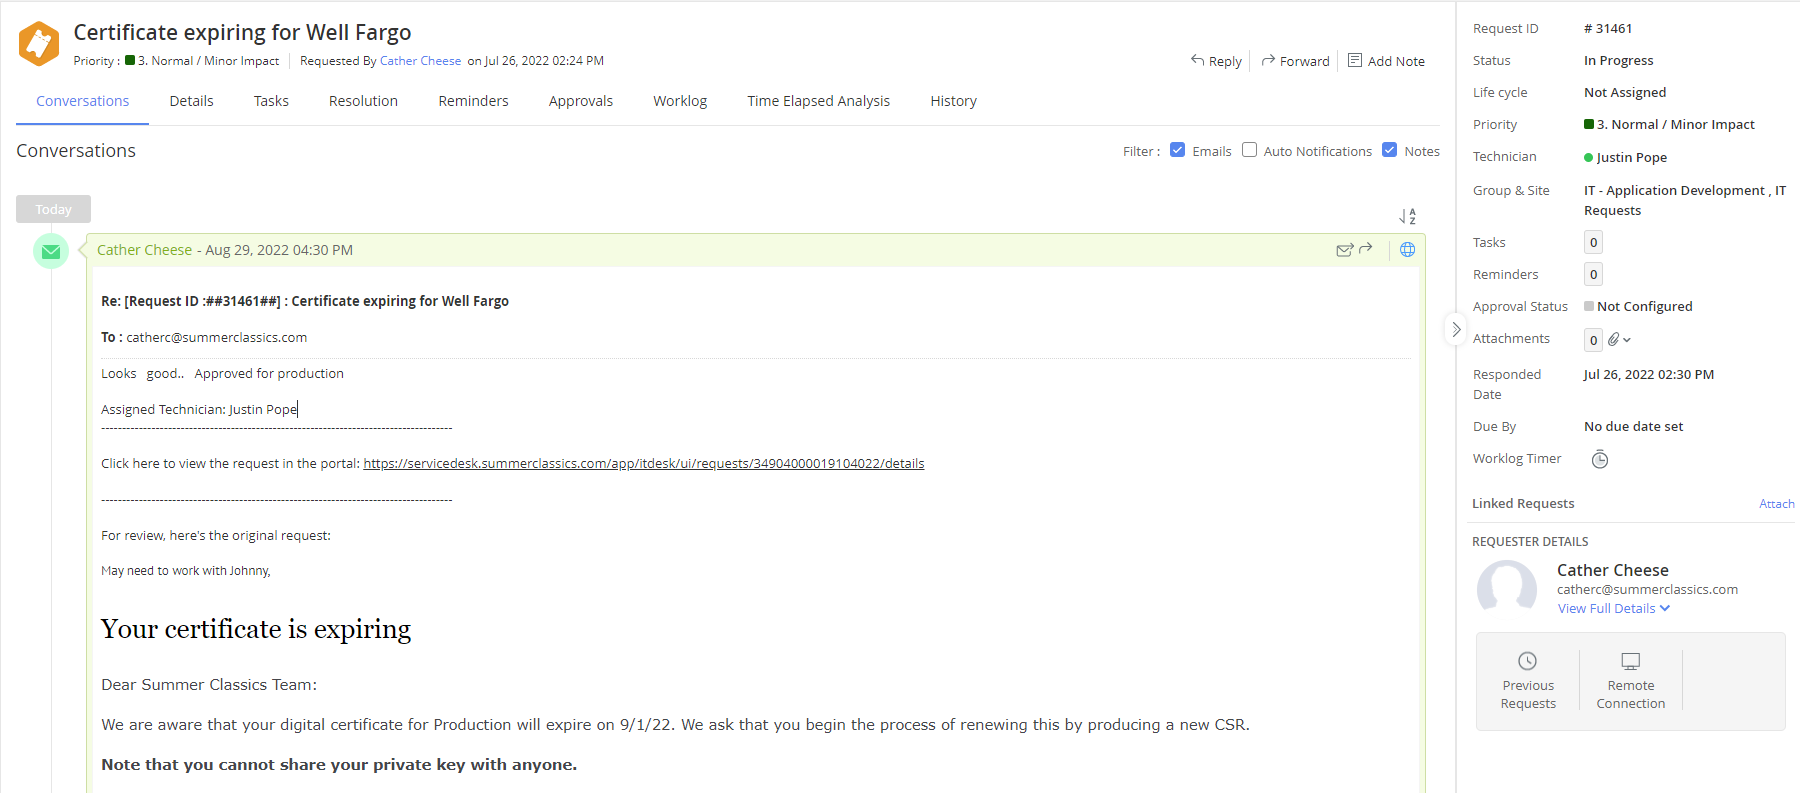 Certificate expiring for Well Fargo
Priority : 3. Normal / Minor Impact Requested By Cather Cheese on Jul 26, 2022 02:24 PM
Reply Forward Add Note
Conversations Details Tasks Resolution Reminders Approvals Worklog Time Elapsed Analysis History
Conversations
Filter : Emails Auto Notifications Notes
Today
A
Z
Cather Cheese - Aug 29, 2022 04:30 PM
Re: [Request ID :##31461##] : Certificate expiring for Well Fargo
To : catherc@summerclassics.com
Looks good.. Approved for production
Assigned Technician: Justin Pope
------------------------------------------------------------------------------------
Click here to view the request in the portal: https://servicedesk.summerclassics.com/app/itdesk/ui/requests/34904000019104022/details
------------------------------------------------------------------------------------
For review, here's the original request:
May need to work with Johnny,
Your certificate is expiring
Dear Summer Classics Team:
We are aware that your digital certificate for Production will expire on 9/1/22. We ask that you begin the process of renewing this by producing a new CSR.
Note that you cannot share your private key with anyone.
Request ID # 31461
Status In Progress
Life cycle Not Assigned
Priority 3. Normal / Minor Impact
Technician Justin Pope
Group & Site IT - Application Development , IT
Requests
Tasks 0
Reminders 0
Approval Status Not Configured
Attachments 0
Responded Jul 26, 2022 02:30 PM
Date
Due By No due date set
Worklog Timer
Linked Requests Attach
REQUESTER DETAILS
Cather Cheese
catherc@summerclassics.com
View Full Details
Previous
Requests
Remote
Connection